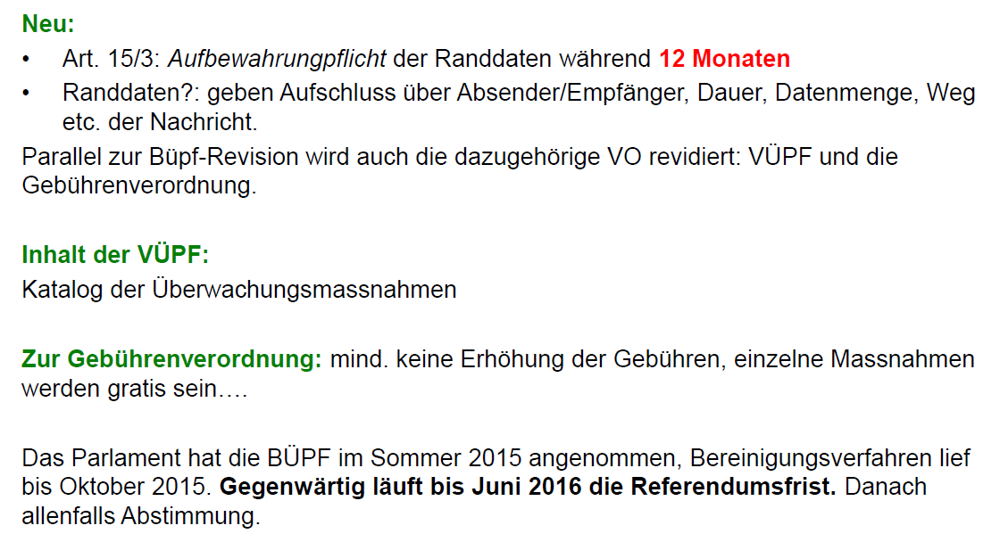 Neu:
• Art. 15/3: Aufbewahrungpflicht der Randdaten während 12 Monaten
• Randdaten?: geben Aufschluss über Absender/Empfänger, Dauer, Datenmenge, Weg
etc. der Nachricht.
Parallel zur Büpf-Revision wird auch die dazugehörige VO revidiert: VÜPF und die
Gebührenverordnung.
Inhalt der VÜPF:
Katalog der Überwachungsmassnahmen
Zur Gebührenverordnung: mind. keine Erhöhung der Gebühren, einzelne Massnahmen
werden gratis sein….
Das Parlament hat die BÜPF im Sommer 2015 angenommen, Bereinigungsverfahren lief
bis Oktober 2015. Gegenwärtig läuft bis Juni 2016 die Referendumsfrist. Danach
allenfalls Abstimmung.